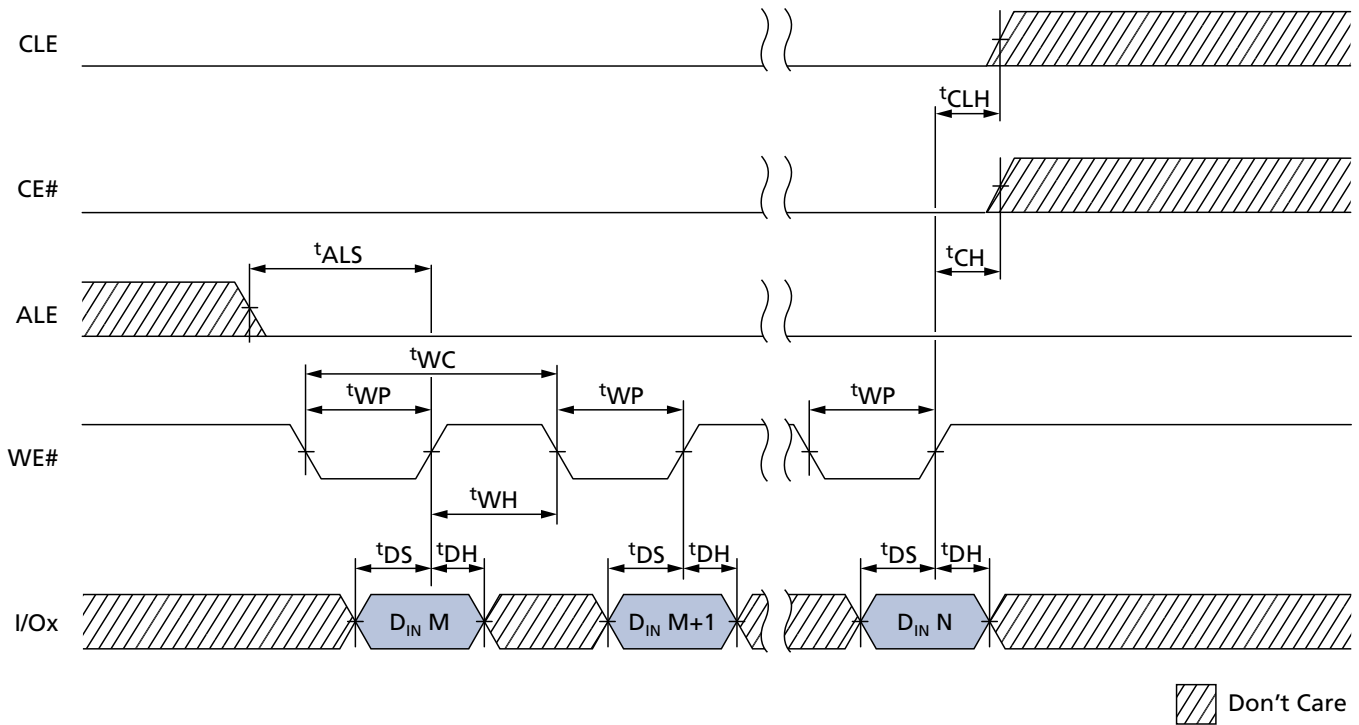 CLE
tCLH
CE#
tCH
tALS
ALE
tWC
tWP
tWP
tWP
WE#
tWH
tDS
tDH
tDS
tDH
tDS
tDH
I/Ox
DIN M
DIN M+1
DIN N
Don't Care